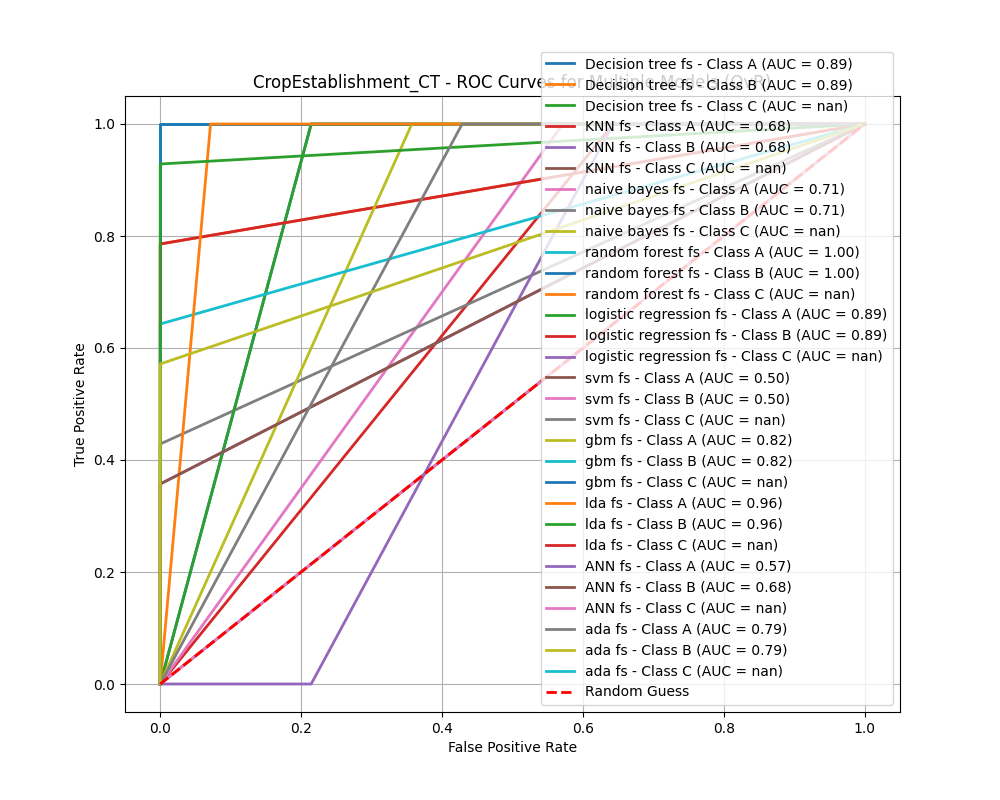 CropEstablishment_CT - ROC Curves for Multiple Models (OvR)
True Positive Rate
1.0
0.8
0.6
0.4
0.2
0.0
0.0 0.2 0.4 0.6 0.8 1.0
False Positive Rate
Decision tree fs - Class A (AUC = 0.89)
Decision tree fs - Class B (AUC = 0.89)
Decision tree fs - Class C (AUC = nan)
KNN fs - Class A (AUC = 0.68)
KNN fs - Class B (AUC = 0.68)
KNN fs - Class C (AUC = nan)
naive bayes fs - Class A (AUC = 0.71)
naive bayes fs - Class B (AUC = 0.71)
naive bayes fs - Class C (AUC = nan)
random forest fs - Class A (AUC = 1.00)
random forest fs - Class B (AUC = 1.00)
random forest fs - Class C (AUC = nan)
logistic regression fs - Class A (AUC = 0.89)
logistic regression fs - Class B (AUC = 0.89)
logistic regression fs - Class C (AUC = nan)
svm fs - Class A (AUC = 0.50)
svm fs - Class B (AUC = 0.50)
svm fs - Class C (AUC = nan)
gbm fs - Class A (AUC = 0.82)
gbm fs - Class B (AUC = 0.82)
gbm fs - Class C (AUC = nan)
lda fs - Class A (AUC = 0.96)
lda fs - Class B (AUC = 0.96)
lda fs - Class C (AUC = nan)
ANN fs - Class A (AUC = 0.57)
ANN fs - Class B (AUC = 0.68)
ANN fs - Class C (AUC = nan)
ada fs - Class A (AUC = 0.79)
ada fs - Class B (AUC = 0.79)
ada fs - Class C (AUC = nan)
Random Guess